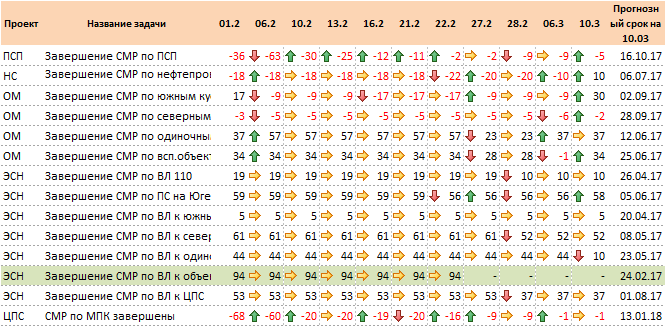 Прогнозн
Проект Название задачи 01.2 06.2 10.2 13.2 16.2 21.2 22.2 27.2 28.2 06.3 10.3 ый срок на
10.03
ПСП Завершение СМР по ПСП -36 -63 -30 -25 -12 -11 -2 -2 -9 -9 -5 16.10.17
НС Завершение СМР по нефтепров -18 -18 -18 -18 -18 -18 -22 -20 -20 -10 10 06.07.17
ОМ Завершение СМР по южным ку 17 -9 -9 -9 -17 -17 -17 -9 -9 -9 30 02.09.17
ОМ Завершение СМР по северным -3 -5 -5 -5 -5 -5 -5 -5 -5 -6 -2 28.09.17
ОМ Завершение СМР по одиночны 37 57 57 57 57 57 57 23 23 37 37 12.06.17
ОМ Завершение СМР по всп.объект 34 34 34 34 34 34 34 28 28 -1 34 25.06.17
ЭСН Завершение СМР по ВЛ 110 19 19 19 19 19 19 19 19 10 10 10 26.04.17
ЭСН Завершение СМР по ПС на Юге 59 59 59 59 59 59 56 58 56 56 58 05.06.17
ЭСН Завершение СМР по ВЛ к южны 5 5 5 5 5 5 5 5 5 5 5 20.04.17
ЭСН Завершение СМР по ВЛ к север 61 61 61 61 61 61 61 61 52 52 52 08.05.17
ЭСН Завершение СМР по ВЛ к одино 44 44 44 44 44 44 44 44 44 44 10 23.05.17
ЭСН Завершение СМР по ВЛ к объен 94 94 94 94 94 94 94 - - - - 24.02.17
ЭСН Завершение СМР по ВЛ к ЦПС 53 53 53 53 53 53 53 53 37 37 37 01.08.17
ЦПС СМР по МПК завершены -68 -60 -20 -20 -19 -20 -16 -9 -9 -1 -1 13.01.18